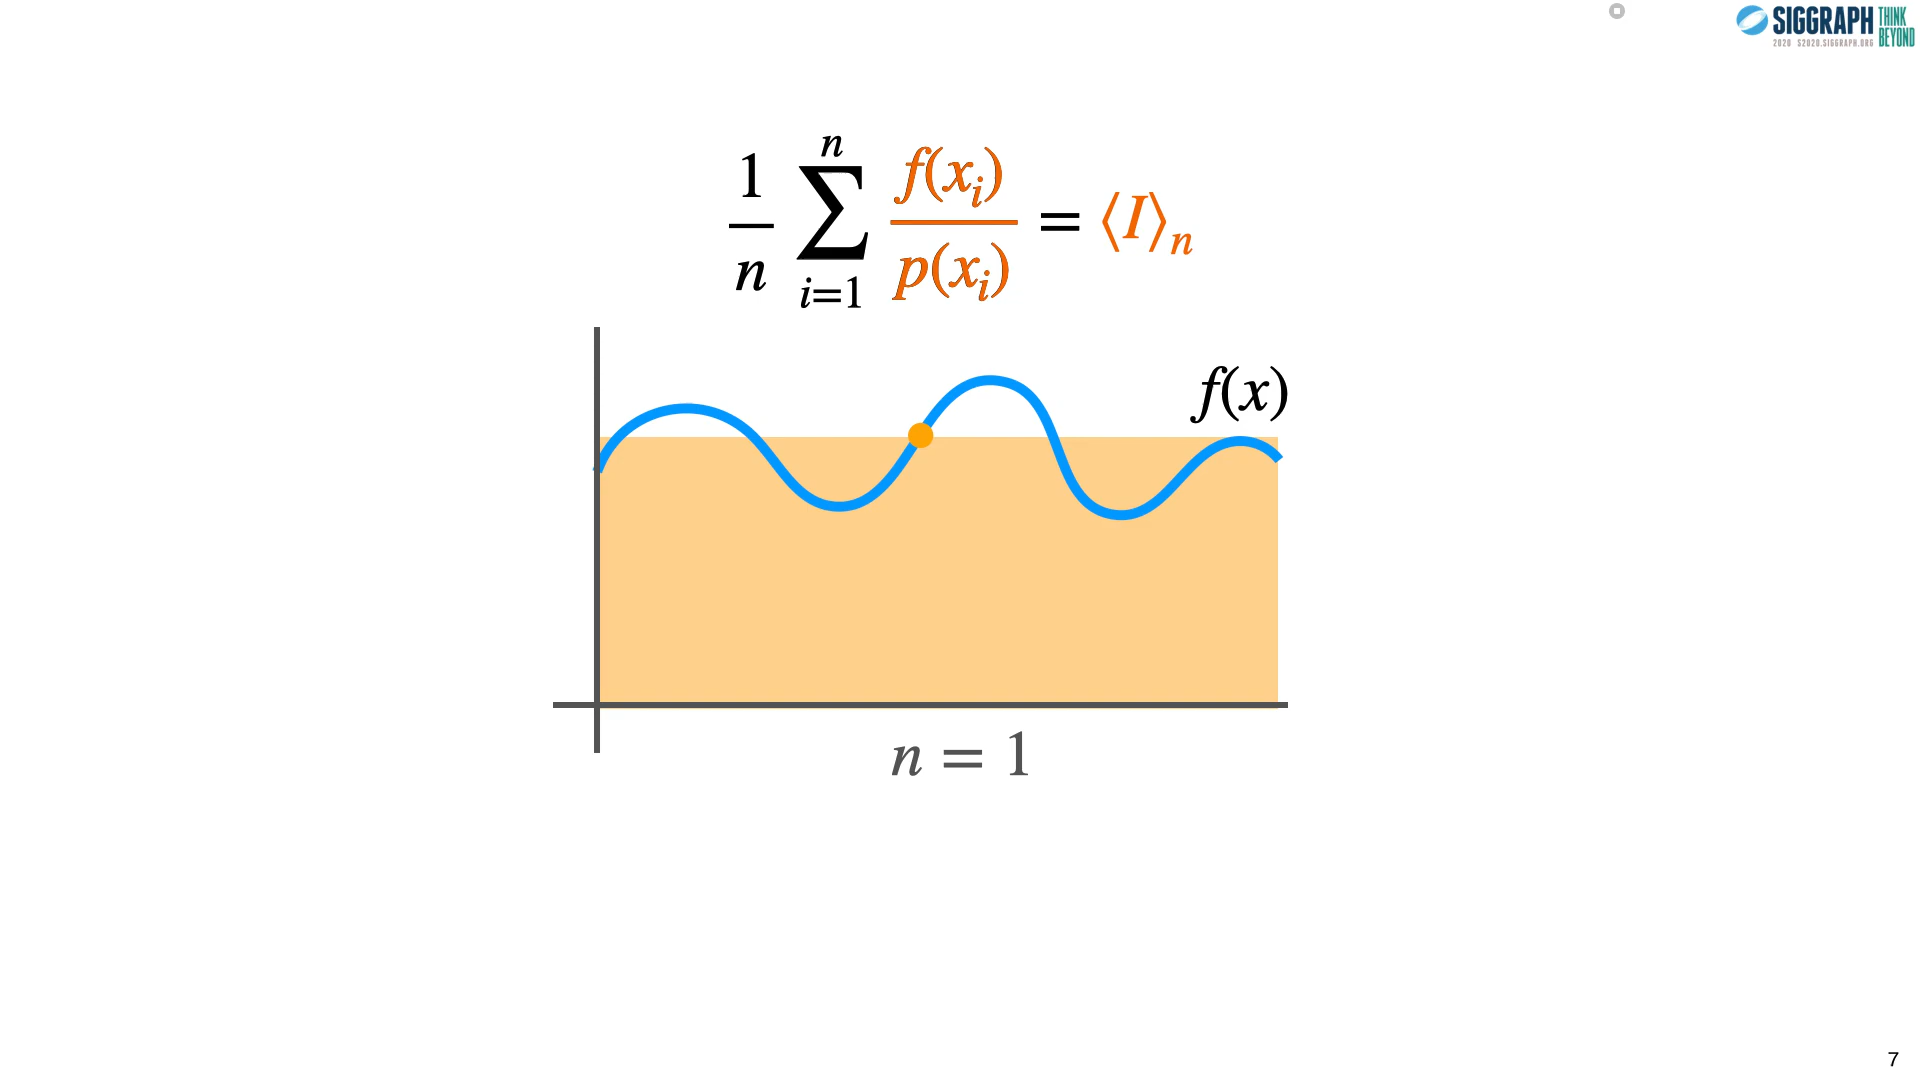 SIGGRAPH THINK BEYOND
2020 S2020.SIGGRAPH.ORG
1/n ∑_{i=1}^{n} f(x_i)/p(x_i) = ⟨I⟩_n
f(x)
n = 1
7